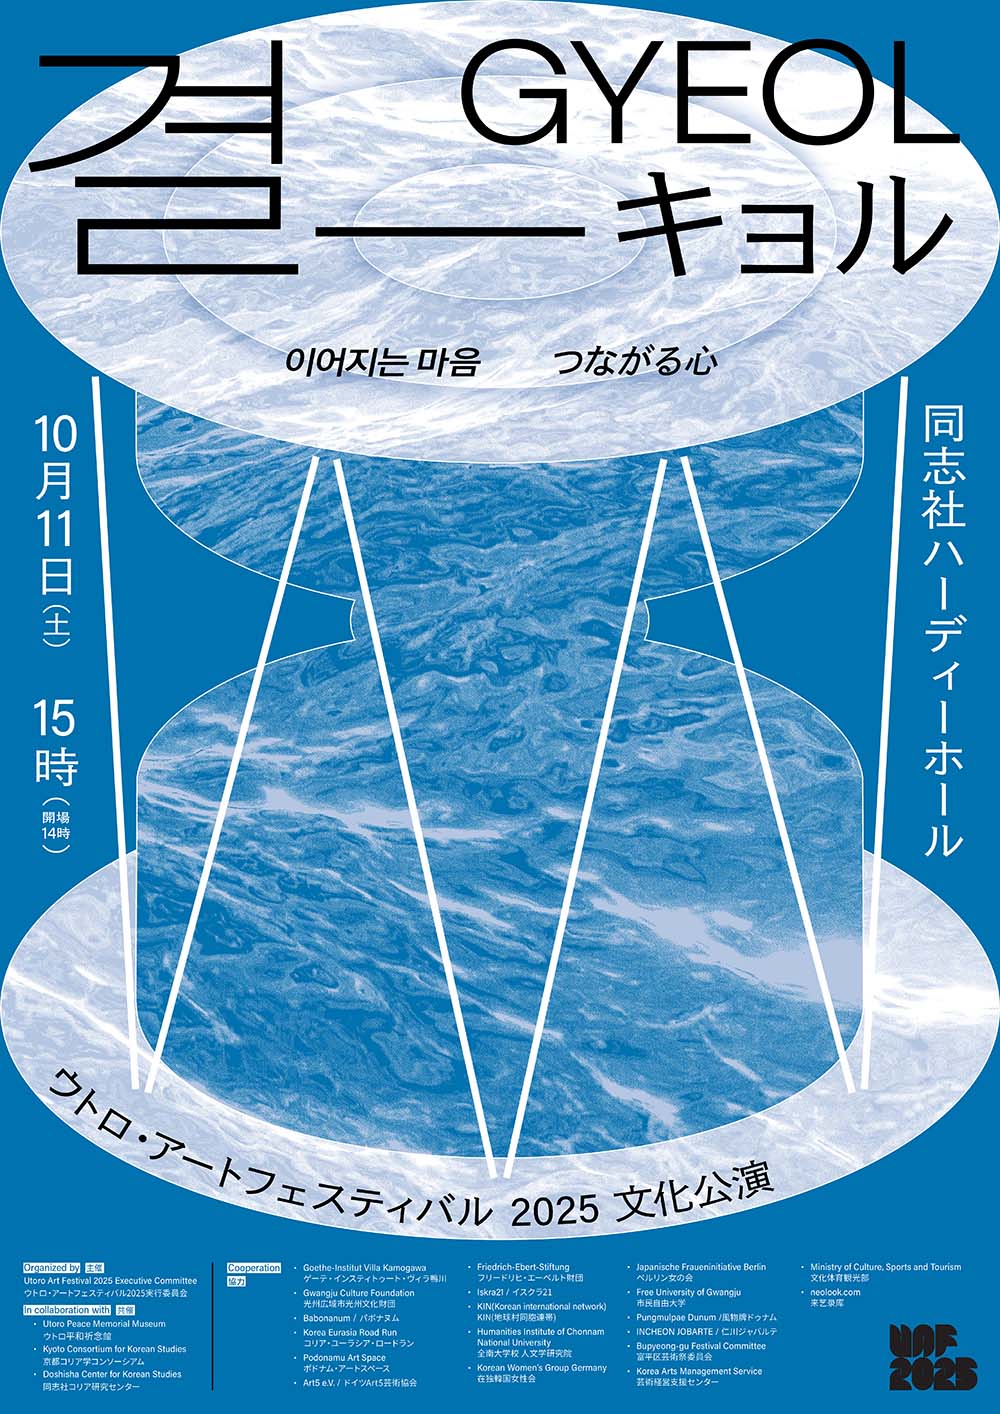 결―
GYEOL
キョル
이어지는 마음
つながる心
10月11日(土)
15時(開場14時)
同志社ハーディーホール
ウトロ・アートフェスティバル 2025 文化公演
Organized by 主催
Utoro Art Festival 2025 Executive Committee
ウトロ・アートフェスティバル2025実行委員会
In collaboration with 共催
・ Utoro Peace Memorial Museum
ウトロ平和祈念館
・ Kyoto Consortium for Korean Studies
京都コリア学コンソーシアム
・ Doshisha Center for Korean Studies
同志社コリア研究センター
Cooperation
協力
・ Goethe-Institut Villa Kamogawa
ゲーテ・インスティトゥート・ヴィラ鴨川
・ Gwangju Culture Foundation
光州広域市光州文化財団
・ Babonanum / パボナヌム
・ Korea Eurasia Road Run
コリア・ユーラシア・ロードラン
・ Podonamu Art Space
ポドナム・アートスペース
・ Art5 e.V. / ドイツArt5芸術協会
・ Friedrich-Ebert-Stiftung
フリードリヒ・エーベルト財団
・ Iskra21 / イスクラ21
・ KIN(Korean international network)
KIN(地球村同胞連帯)
・ Humanities Institute of Chonnam
National University
全南大学校 人文学研究院
・ Korean Women's Group Germany
在独韓国女性会
・ Japanische Fraueninitiative Berlin
ベルリン女の会
・ Free University of Gwangju
市民自由大学
・ Pungmulpae Dunum /風物牌ドゥナム
・ INCHEON JOBARTE / 仁川ジャバルテ
・ Bupyeong-gu Festival Committee
富平区芸術祭委員会
・ Korea Arts Management Service
芸術経営支援センター
・ Ministry of Culture, Sports and Tourism
文化体育観光部
・ neolook.com
来艺录库
UAF
2025